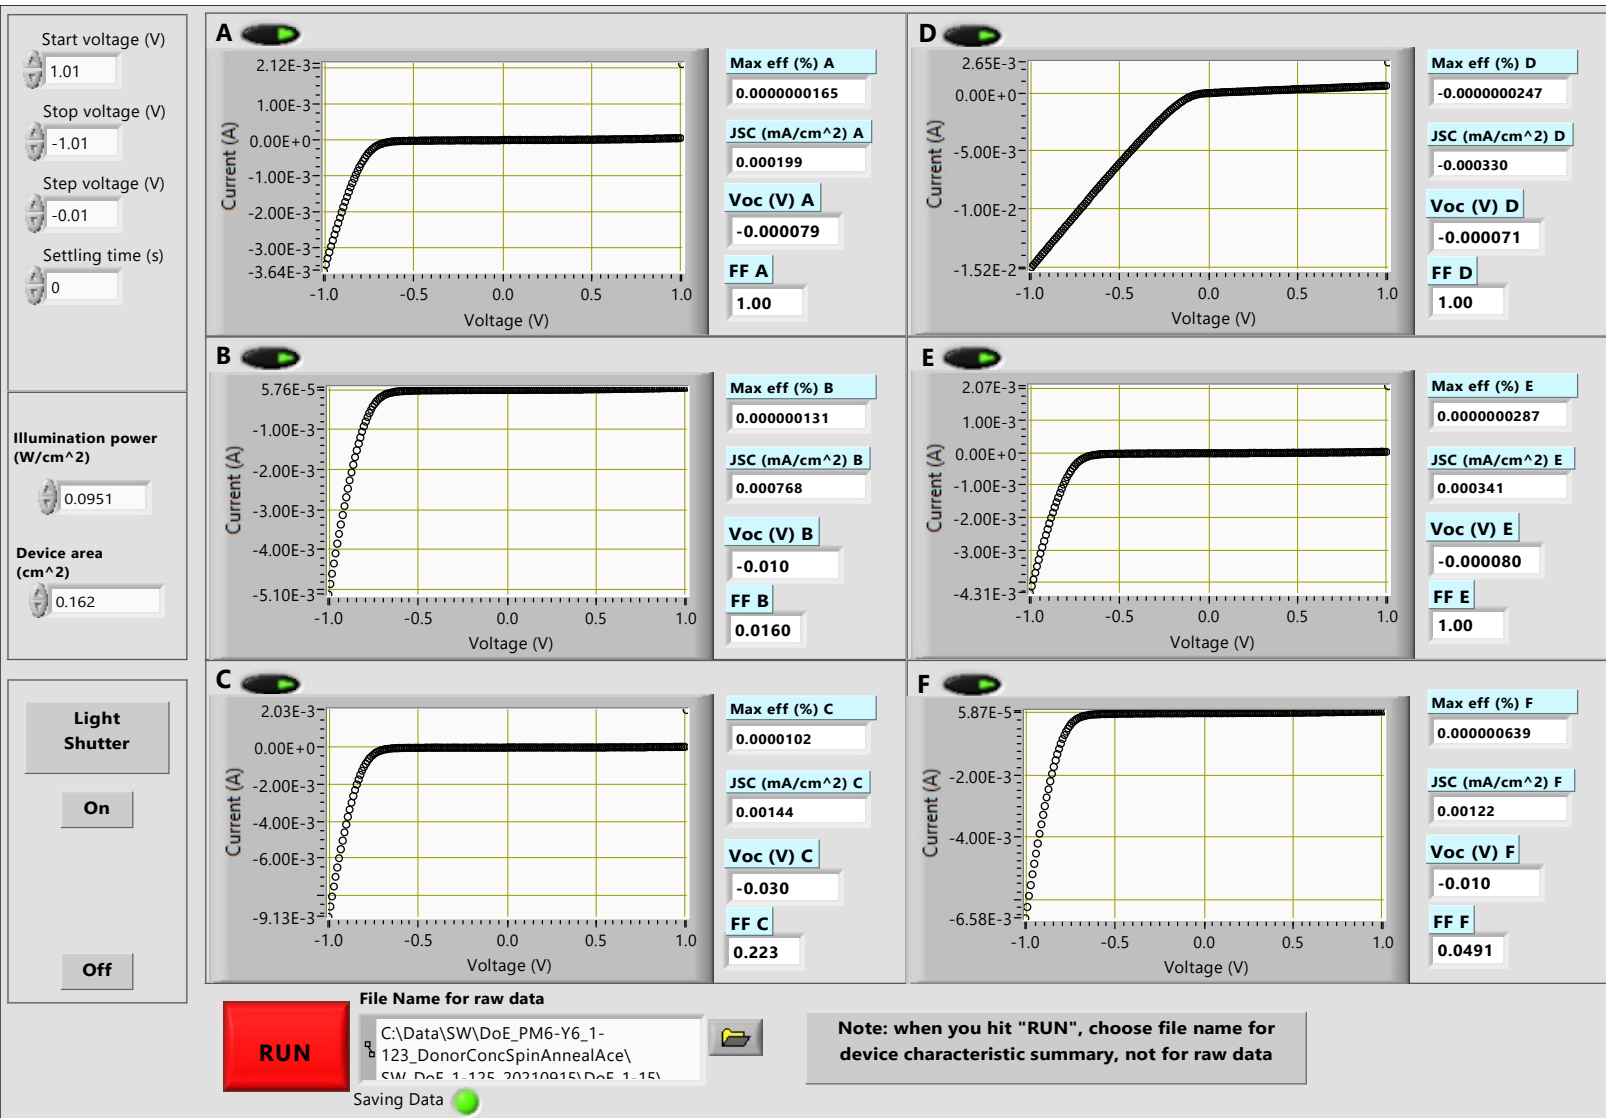 Start voltage (V)
1.01
Stop voltage (V)
-1.01
Step voltage (V)
-0.01
Settling time (s)
0
Illumination power
(W/cm^2)
0.0951
Device area
(cm^2)
0.162
Light
Shutter
On
Off
A
2.12E-3
1.00E-3
0.00E+0
-1.00E-3
-2.00E-3
-3.00E-3
-3.64E-3
Current (A)
-1.0 -0.5 0.0 0.5 1.0
Voltage (V)
Max eff (%) A
0.0000000165
JSC (mA/cm^2) A
0.000199
Voc (V) A
-0.000079
FF A
1.00
D
2.65E-3
0.00E+0
-5.00E-3
-1.00E-2
-1.52E-2
Current (A)
-1.0 -0.5 0.0 0.5 1.0
Voltage (V)
Max eff (%) D
-0.0000000247
JSC (mA/cm^2) D
-0.000330
Voc (V) D
-0.000071
FF D
1.00
B
5.76E-5
-1.00E-3
-2.00E-3
-3.00E-3
-4.00E-3
-5.10E-3
Current (A)
-1.0 -0.5 0.0 0.5 1.0
Voltage (V)
Max eff (%) B
0.000000131
JSC (mA/cm^2) B
0.000768
Voc (V) B
-0.010
FF B
0.0160
E
2.07E-3
1.00E-3
0.00E+0
-1.00E-3
-2.00E-3
-3.00E-3
-4.31E-3
Current (A)
-1.0 -0.5 0.0 0.5 1.0
Voltage (V)
Max eff (%) E
0.0000000287
JSC (mA/cm^2) E
0.000341
Voc (V) E
-0.000080
FF E
1.00
C
2.03E-3
0.00E+0
-2.00E-3
-4.00E-3
-6.00E-3
-9.13E-3
Current (A)
-1.0 -0.5 0.0 0.5 1.0
Voltage (V)
Max eff (%) C
0.0000102
JSC (mA/cm^2) C
0.00144
Voc (V) C
-0.030
FF C
0.223
F
5.87E-5
-2.00E-3
-4.00E-3
-6.58E-3
Current (A)
-1.0 -0.5 0.0 0.5 1.0
Voltage (V)
Max eff (%) F
0.000000639
JSC (mA/cm^2) F
0.00122
Voc (V) F
-0.010
FF F
0.0491
RUN
File Name for raw data
C:\Data\SW\DoE_PM6-Y6_1-
123_DonorConcSpinAnnealAce\
SW_DoE_1-125_20210915\DoE_1-15\
Saving Data
Note: when you hit "RUN", choose file name for
device characteristic summary, not for raw data